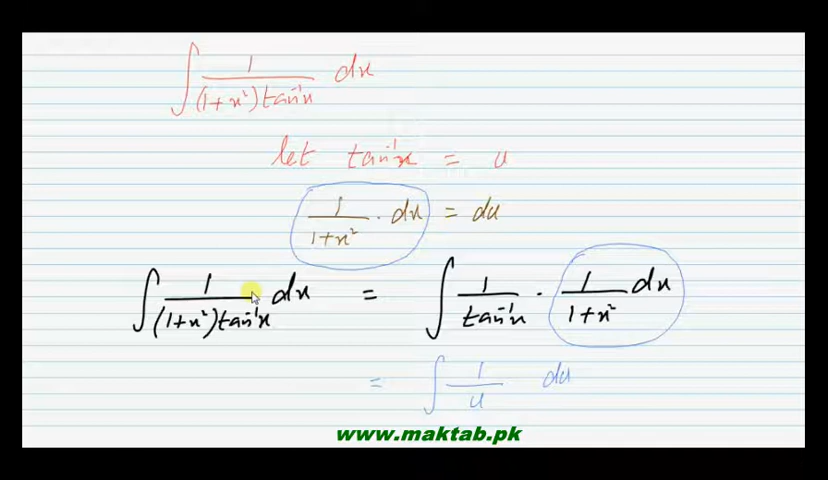 ∫ 1/((1+x²)tan⁻¹x) dx
let tan⁻¹x = u
1/(1+x²) · dx = du
∫ 1/((1+x²)tan⁻¹x) dx = ∫ 1/(tan⁻¹x) · 1/(1+x²) dx
= ∫ 1/u du
www.maktab.pk